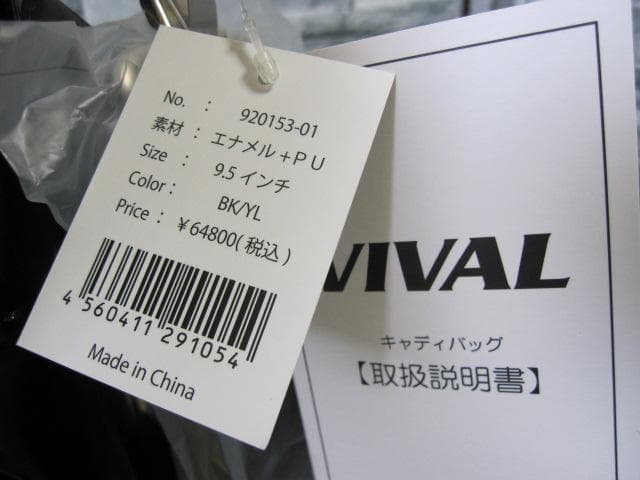 No. : 920153-01
素材 : エナメル+PU
Size : 9.5インチ
Color : BK/YL
Price : ¥64800(税込)
4 560411 291054
Made in China
VIVAL
キャディバッグ
【取扱説明書】